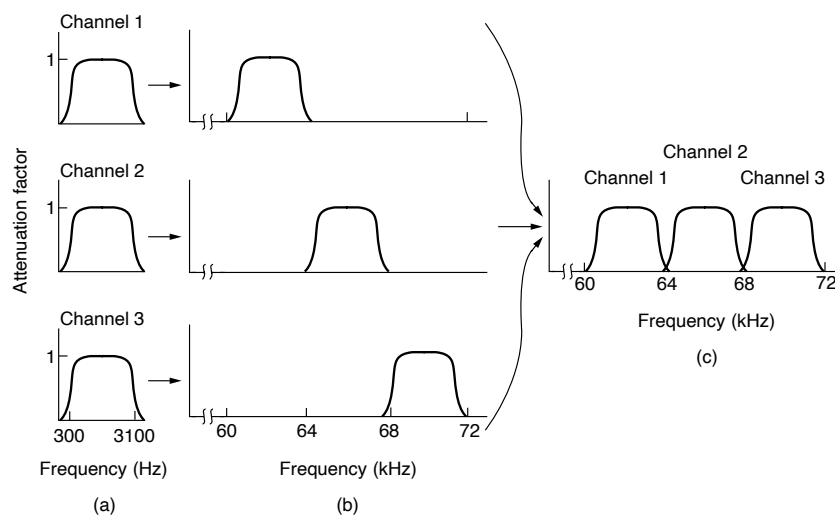 Channel 1
1
Channel 2
1
Channel 3
1
Attenuation factor
300 3100
Frequency (Hz)
(a)
60 64 68 72
Frequency (kHz)
(b)
Channel 2
Channel 1 Channel 3
60 64 68 72
Frequency (kHz)
(c)